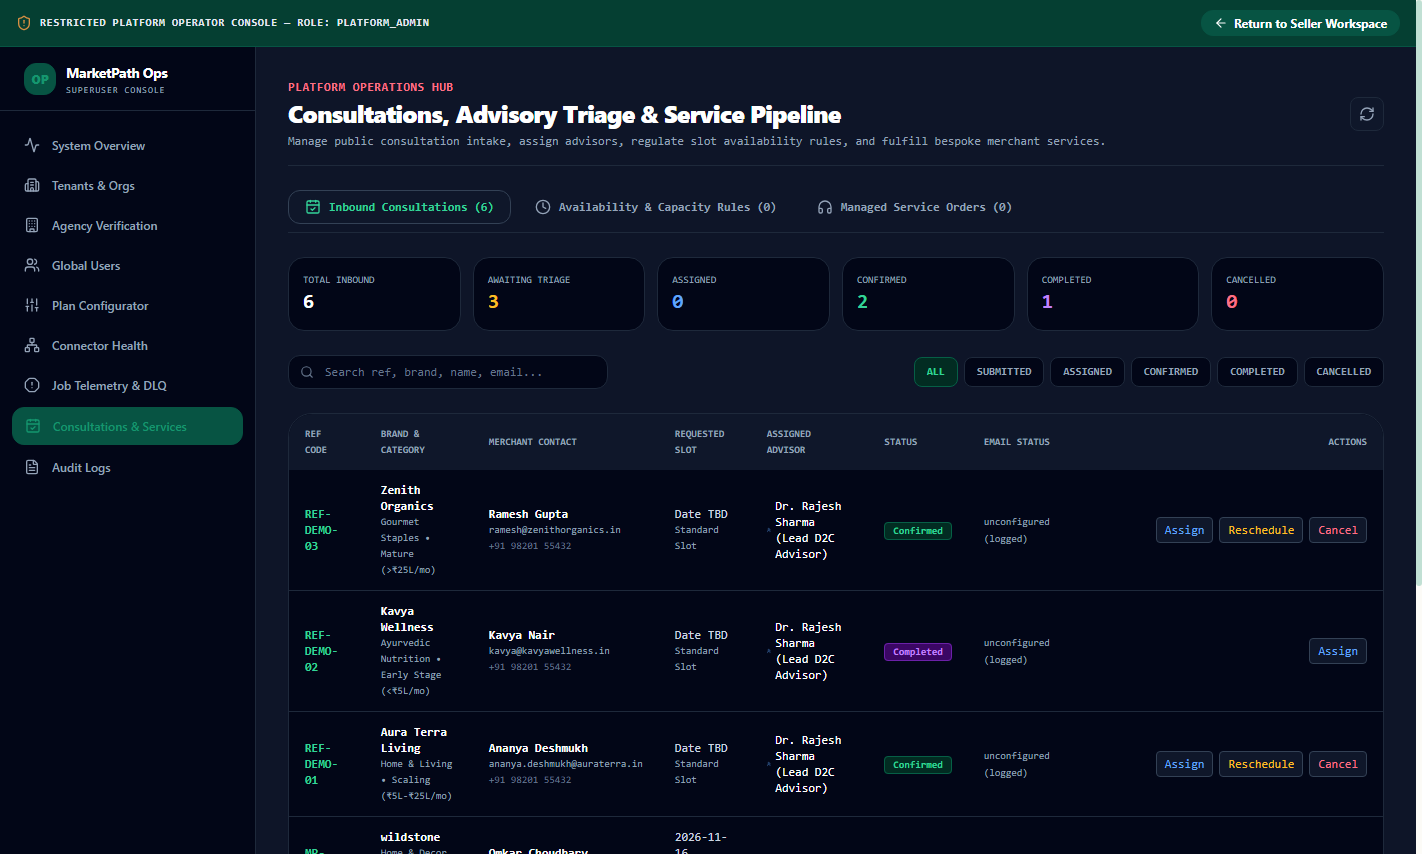 RESTRICTED PLATFORM OPERATOR CONSOLE — ROLE: PLATFORM_ADMIN
Return to Seller Workspace
OP
MarketPath Ops
SUPERUSER CONSOLE
System Overview
Tenants & Orgs
Agency Verification
Global Users
Plan Configurator
Connector Health
Job Telemetry & DLQ
Consultations & Services
Audit Logs
PLATFORM OPERATIONS HUB
Consultations, Advisory Triage & Service Pipeline
Manage public consultation intake, assign advisors, regulate slot availability rules, and fulfill bespoke merchant services.
Inbound Consultations (6)
Availability & Capacity Rules (0)
Managed Service Orders (0)
TOTAL INBOUND
6
AWAITING TRIAGE
3
ASSIGNED
0
CONFIRMED
2
COMPLETED
1
CANCELLED
0
Search ref, brand, name, email...
ALL
SUBMITTED
ASSIGNED
CONFIRMED
COMPLETED
CANCELLED
REF
CODE
BRAND &
CATEGORY
MERCHANT CONTACT
REQUESTED
SLOT
ASSIGNED
ADVISOR
STATUS
EMAIL STATUS
ACTIONS
REF-
DEMO-
03
Zenith
Organics
Gourmet
Staples •
Mature
(>₹25L/mo)
Ramesh Gupta
ramesh@zenithorganics.in
+91 98201 55432
Date TBD
Standard
Slot
Dr. Rajesh
Sharma
(Lead D2C
Advisor)
Confirmed
unconfigured
(logged)
Assign
Reschedule
Cancel
REF-
DEMO-
02
Kavya
Wellness
Ayurvedic
Nutrition •
Early Stage
(<₹5L/mo)
Kavya Nair
kavya@kavyawellness.in
+91 98201 55432
Date TBD
Standard
Slot
Dr. Rajesh
Sharma
(Lead D2C
Advisor)
Completed
unconfigured
(logged)
Assign
REF-
DEMO-
01
Aura Terra
Living
Home & Living
• Scaling
(₹5L-₹25L/mo)
Ananya Deshmukh
ananya.deshmukh@auraterra.in
+91 98201 55432
Date TBD
Standard
Slot
Dr. Rajesh
Sharma
(Lead D2C
Advisor)
Confirmed
unconfigured
(logged)
Assign
Reschedule
Cancel
MP-
wildstone
Home & Decor
Omkar Choudhary
2026-11-
16